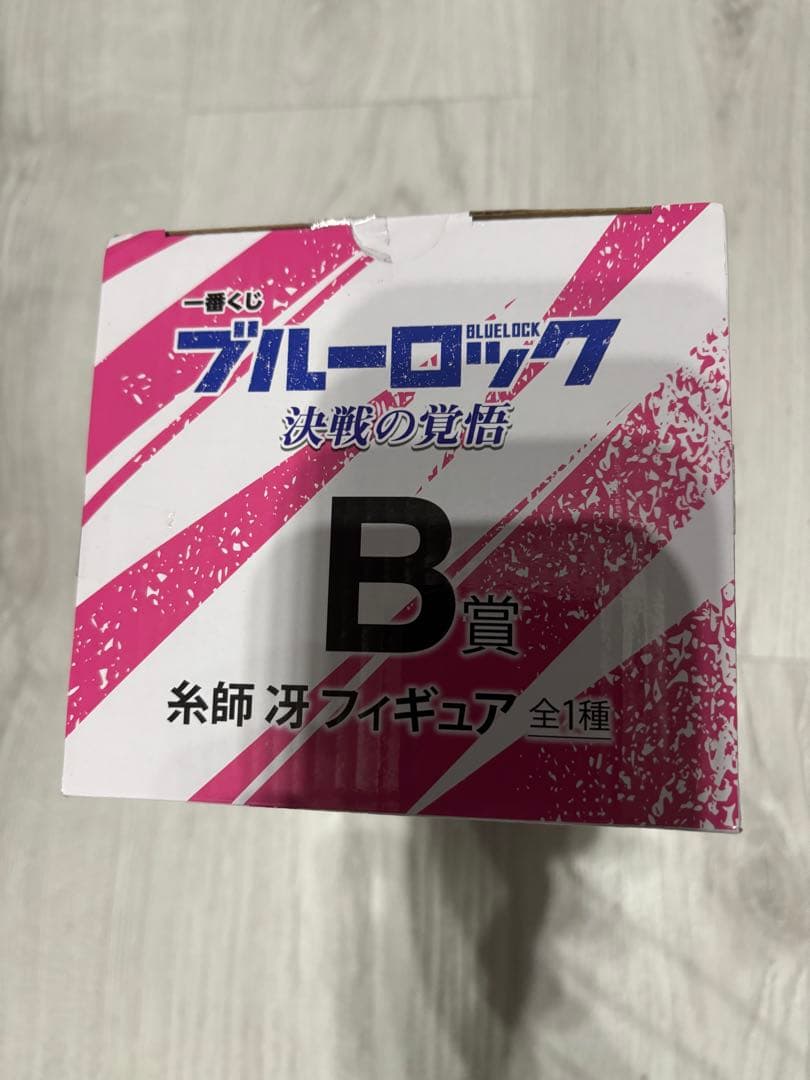 一番くじ
ブルーロック
BLUELOCK
決戦の覚悟
B賞
糸師 冴 フィギュア 全1種